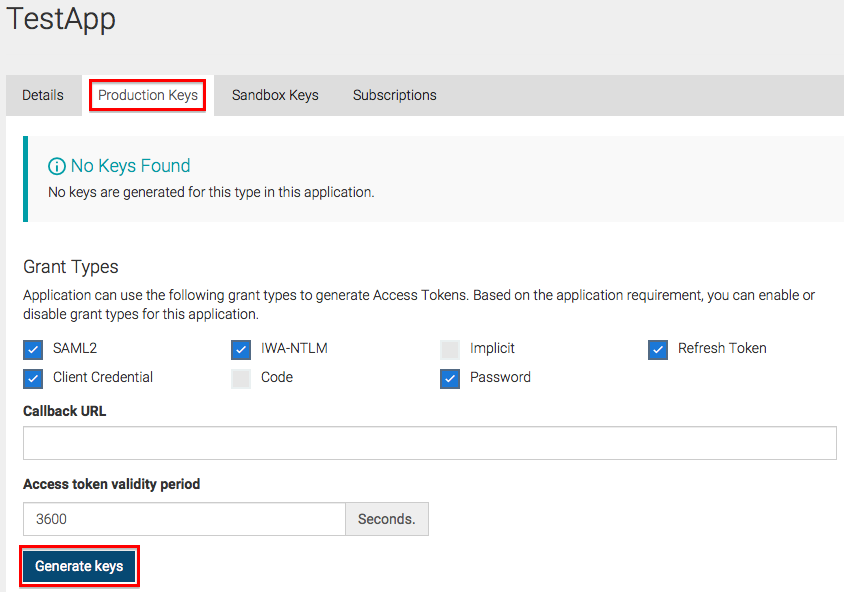 TestApp
Details Production Keys Sandbox Keys Subscriptions
No Keys Found
No keys are generated for this type in this application.
Grant Types
Application can use the following grant types to generate Access Tokens. Based on the application requirement, you can enable or
disable grant types for this application.
SAML2 IWA-NTLM Implicit Refresh Token
Client Credential Code Password
Callback URL
Access token validity period
3600 Seconds.
Generate keys